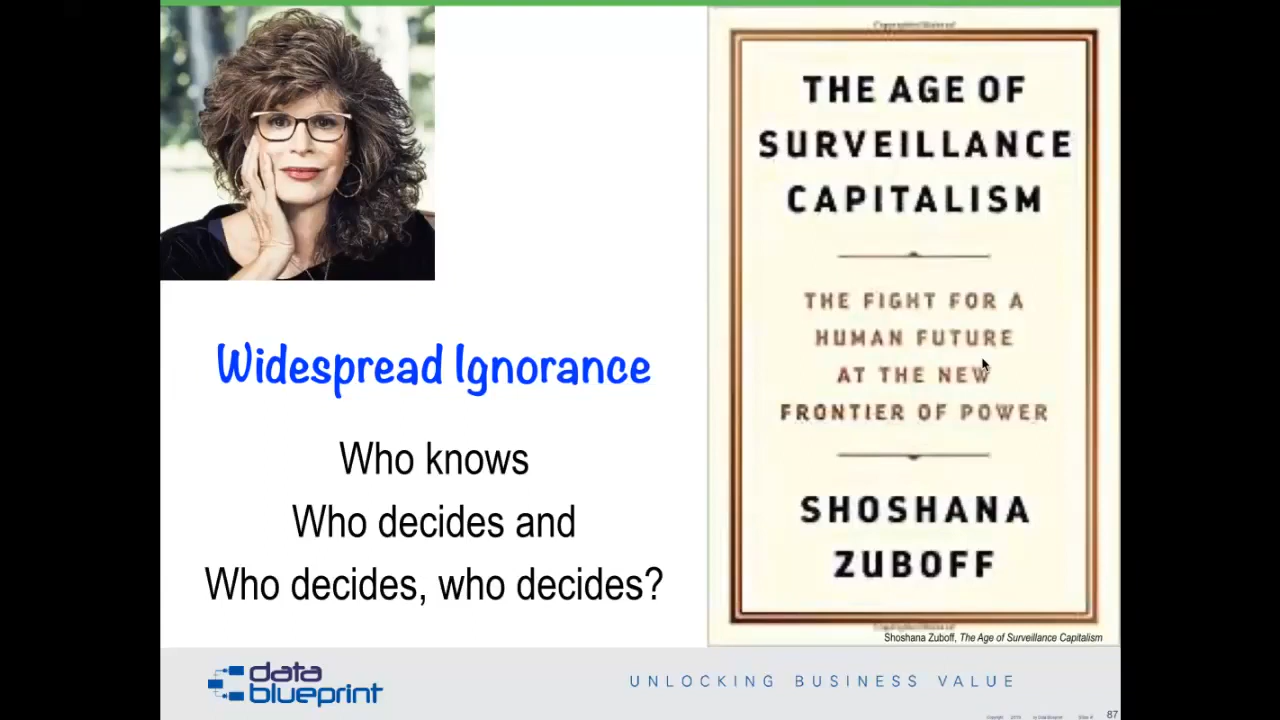 THE AGE OF
SURVEILLANCE
CAPITALISM
THE FIGHT FOR A
HUMAN FUTURE
AT THE NEW
FRONTIER OF POWER
SHOSHANA
ZUBOFF
Shoshana Zuboff, The Age of Surveillance Capitalism
Widespread Ignorance
Who knows
Who decides and
Who decides, who decides?
data
blueprint
UNLOCKING BUSINESS VALUE
87